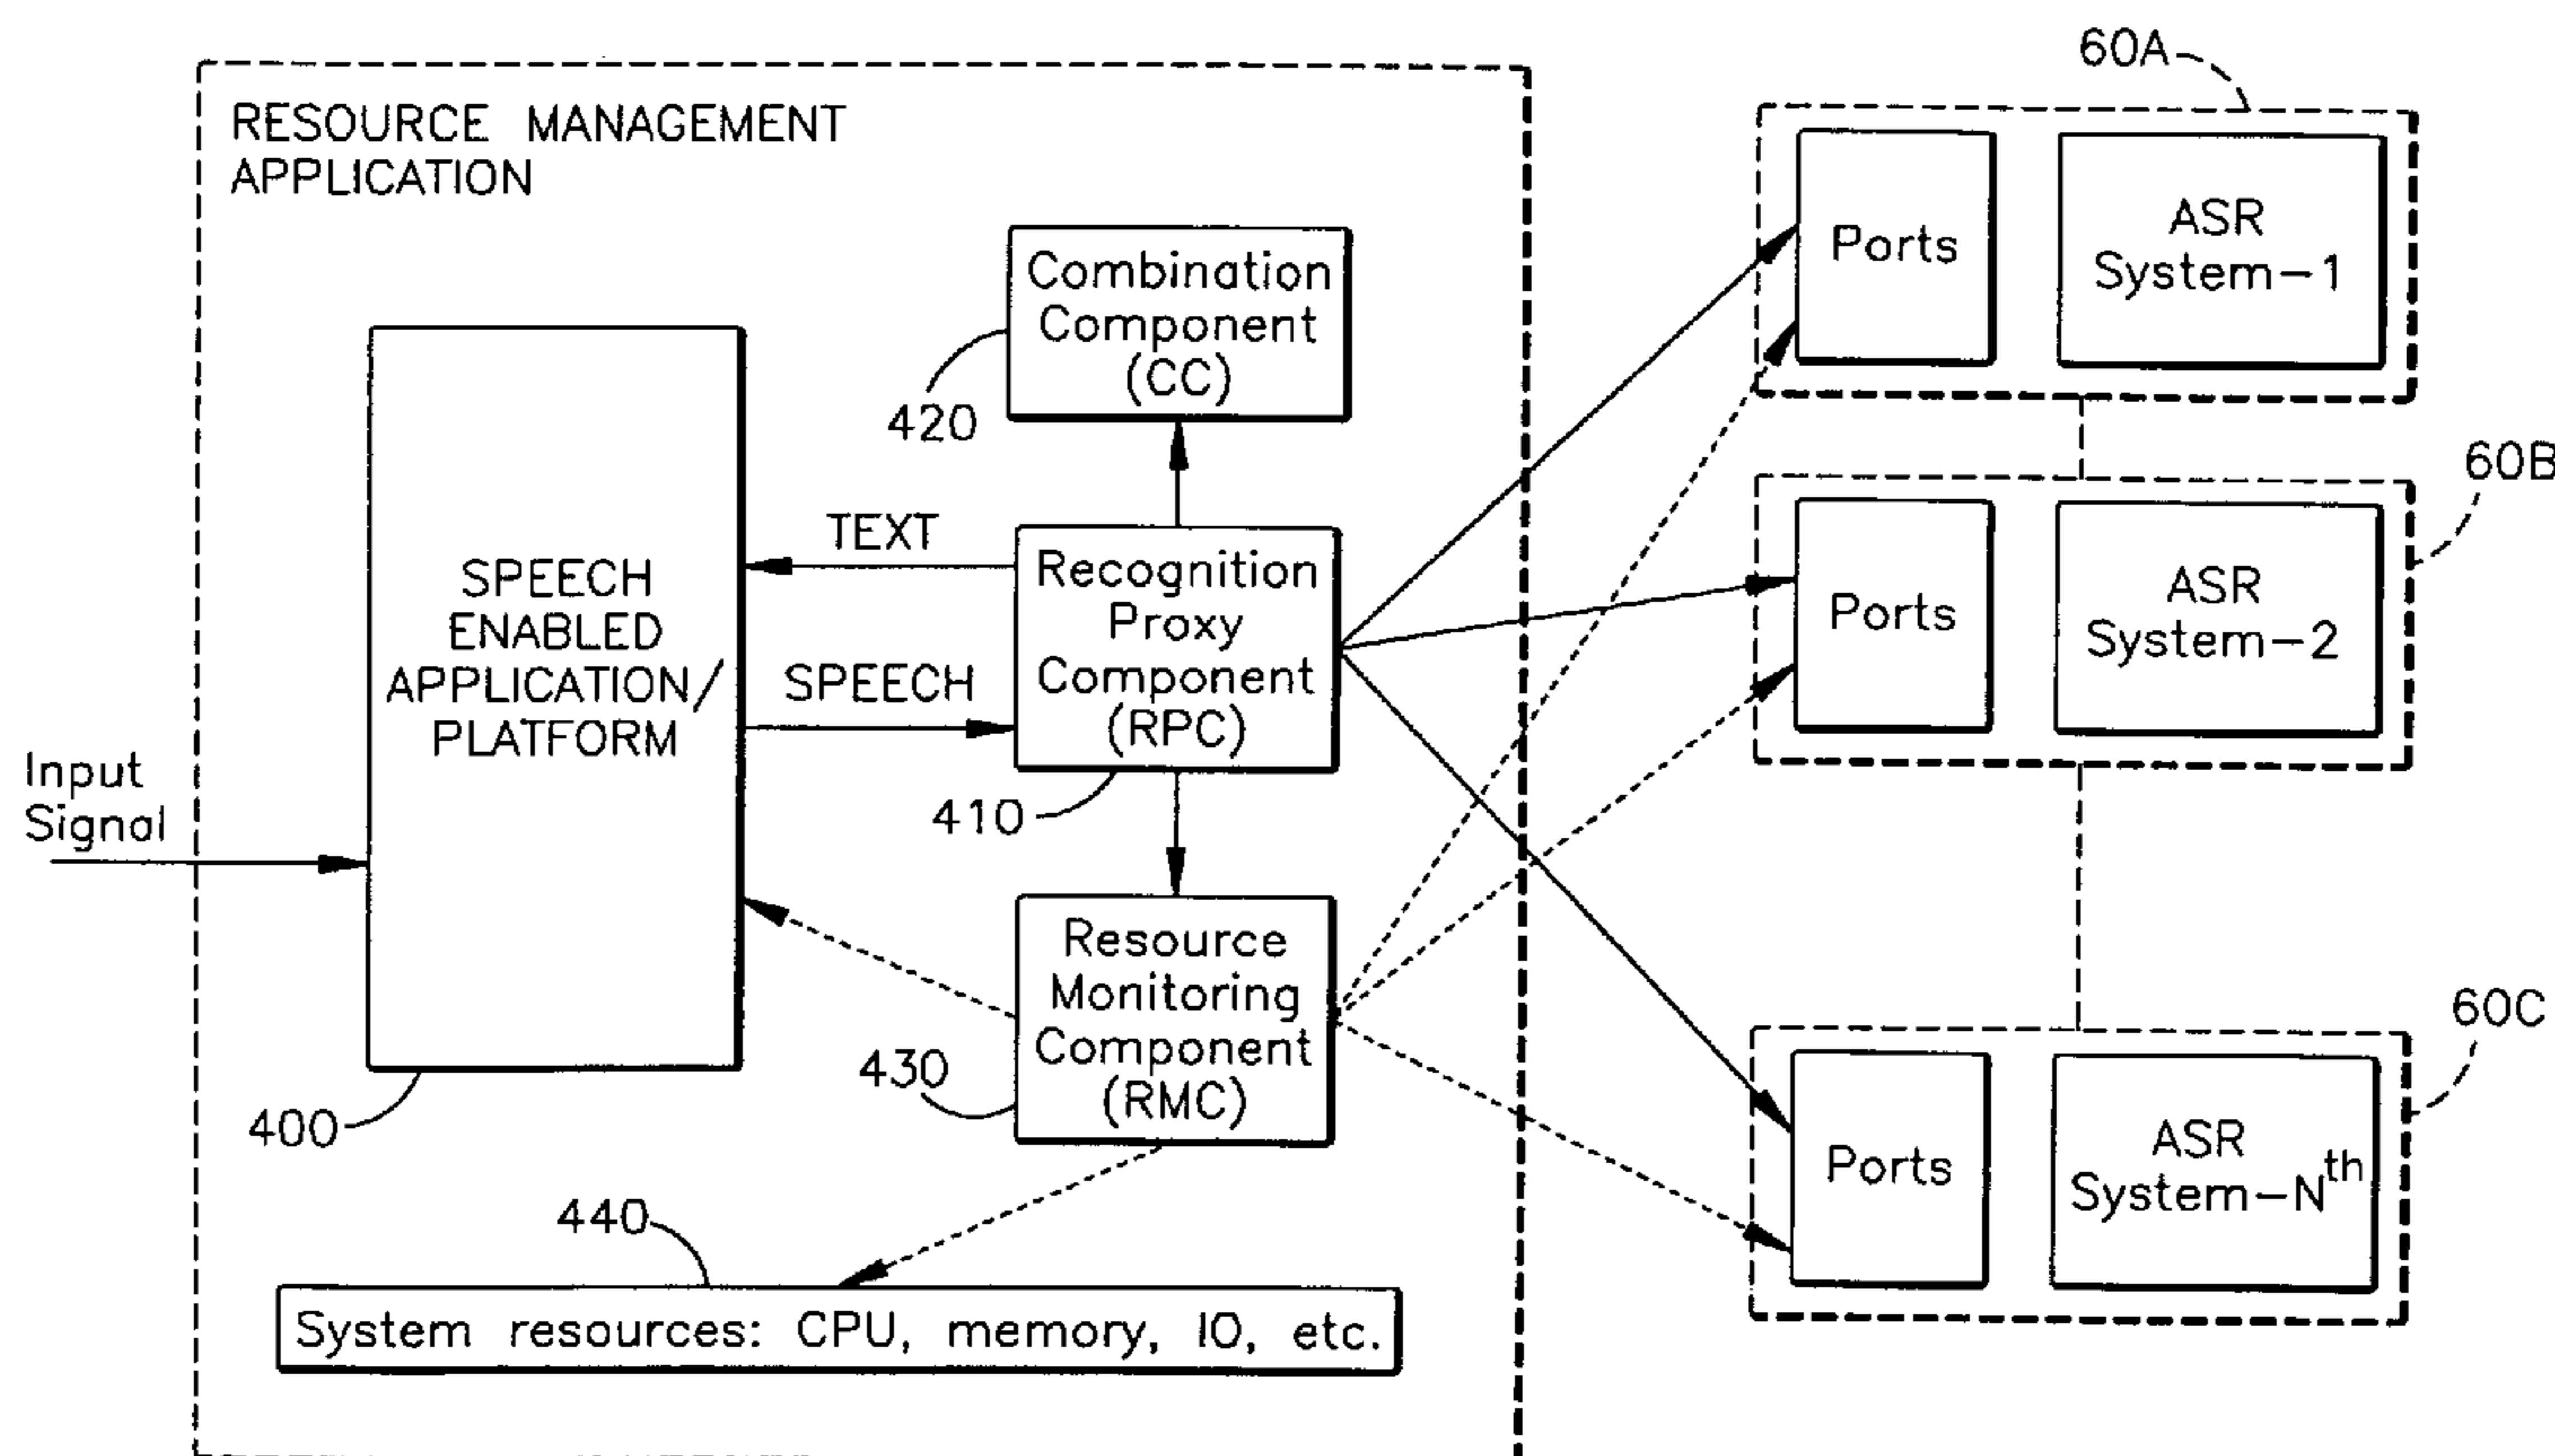 60A
RESOURCE MANAGEMENT
APPLICATION
Ports
ASR
System-1
Combination
Component
(CC)
420
60B
TEXT
Recognition
Proxy
Component
(RPC)
SPEECH
ENABLED
APPLICATION/
PLATFORM
SPEECH
Ports
ASR
System-2
Input
Signal
410
Resource
Monitoring
Component
(RMC)
430
60C
400
Ports
ASR
System-Nth
440
System resources: CPU, memory, IO, etc.